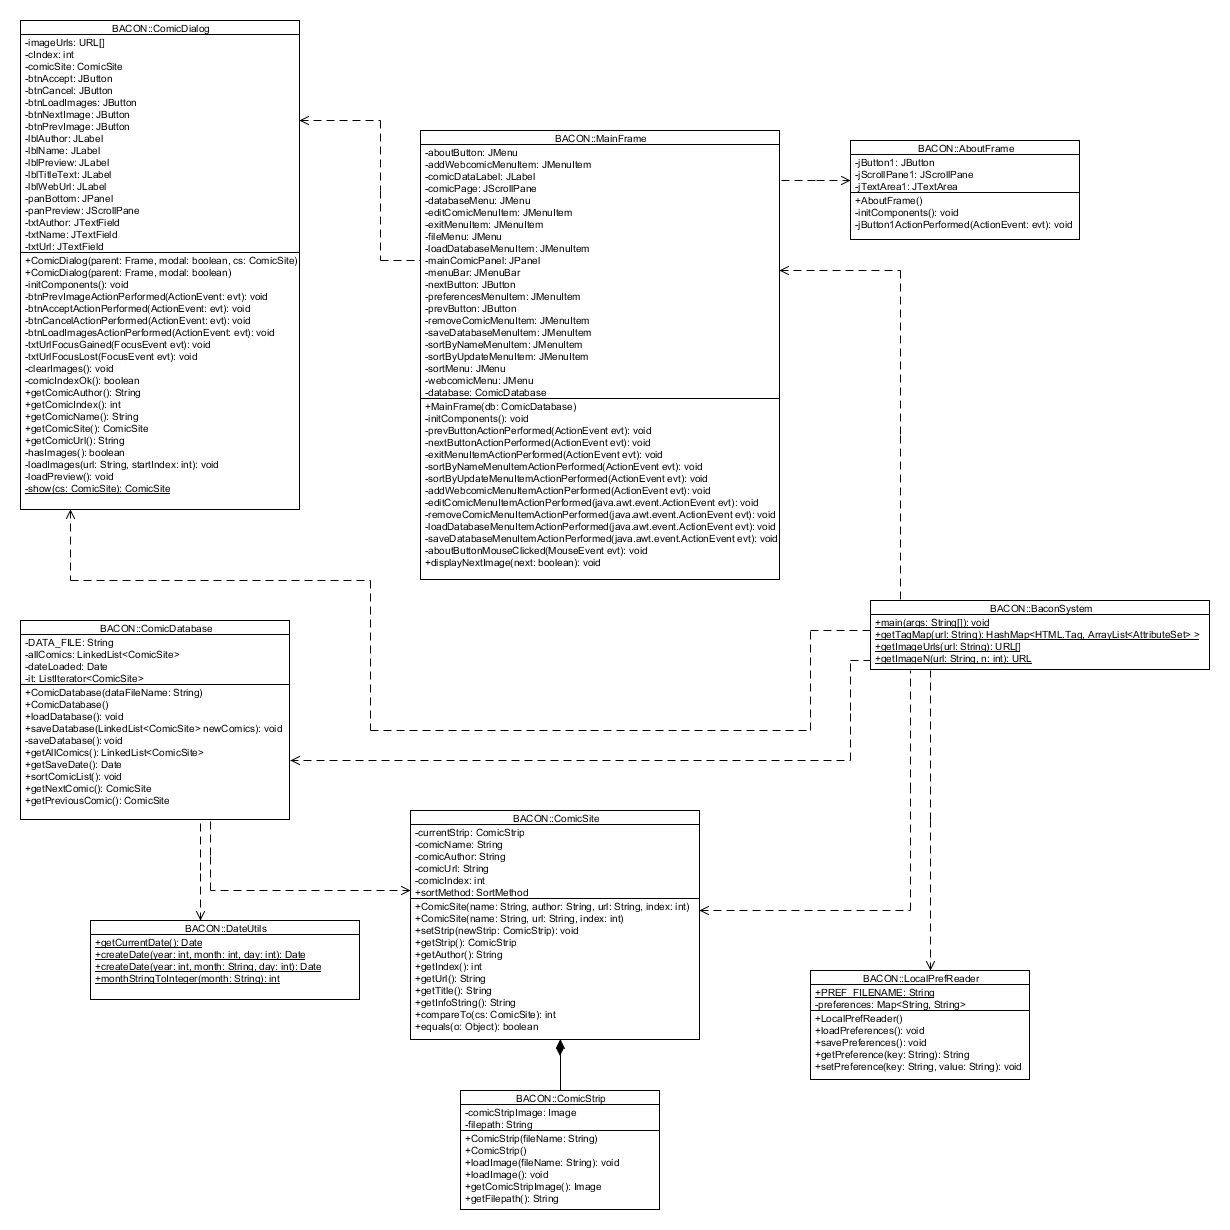 BACON::ComicDialog
-imageUrls: URL[]
-cIndex: int
-comicSite: ComicSite
-btnAccept: JButton
-btnCancel: JButton
-btnLoadImages: JButton
-btnNextImage: JButton
-btnPrevImage: JButton
-lblAuthor: JLabel
-lblName: JLabel
-lblPreview: JLabel
-lblTitleText: JLabel
-lblWebUrl: JLabel
-panBottom: JPanel
-panPreview: JScrollPane
-txtAuthor: JTextField
-txtName: JTextField
-txtUrl: JTextField
+ComicDialog(parent: Frame, modal: boolean, cs: ComicSite)
+ComicDialog(parent: Frame, modal: boolean)
-initComponents(): void
-btnPrevImageActionPerformed(ActionEvent: evt): void
-btnAcceptActionPerformed(ActionEvent: evt): void
-btnCancelActionPerformed(ActionEvent: evt): void
-btnLoadImagesActionPerformed(ActionEvent: evt): void
-txtUrlFocusGained(FocusEvent evt): void
-txtUrlFocusLost(FocusEvent evt): void
-clearImages(): void
-comicIndexOk(): boolean
+getComicAuthor(): String
+getComicIndex(): int
+getComicName(): String
+getComicSite(): ComicSite
+getComicUrl(): String
-hasImages(): boolean
-loadImages(url: String, startIndex: int): void
-loadPreview(): void
-show(cs: ComicSite): ComicSite
BACON::MainFrame
-aboutButton: JMenu
-addWebcomicMenuItem: JMenuItem
-comicDataLabel: JLabel
-comicPage: JScrollPane
-databaseMenu: JMenu
-editComicMenuItem: JMenuItem
-exitMenuItem: JMenuItem
-fileMenu: JMenu
-loadDatabaseMenuItem: JMenuItem
-mainComicPanel: JPanel
-menuBar: JMenuBar
-nextButton: JButton
-preferencesMenuItem: JMenuItem
-prevButton: JButton
-removeComicMenuItem: JMenuItem
-saveDatabaseMenuItem: JMenuItem
-sortByNameMenuItem: JMenuItem
-sortByUpdateMenuItem: JMenuItem
-sortMenu: JMenu
-webcomicMenu: JMenu
-database: ComicDatabase
+MainFrame(db: ComicDatabase)
-initComponents(): void
-prevButtonActionPerformed(ActionEvent evt): void
-nextButtonActionPerformed(ActionEvent evt): void
-exitMenuItemActionPerformed(ActionEvent evt): void
-sortByNameMenuItemActionPerformed(ActionEvent evt): void
-sortByUpdateMenuItemActionPerformed(ActionEvent evt): void
-addWebcomicMenuItemActionPerformed(ActionEvent evt): void
-editComicMenuItemActionPerformed(java.awt.event.ActionEvent evt): void
-removeComicMenuItemActionPerformed(java.awt.event.ActionEvent evt): void
-loadDatabaseMenuItemActionPerformed(java.awt.event.ActionEvent evt): void
-saveDatabaseMenuItemActionPerformed(java.awt.event.ActionEvent evt): void
-aboutButtonMouseClicked(MouseEvent evt): void
+displayNextImage(next: boolean): void
BACON::AboutFrame
-jButton1: JButton
-jScrollPane1: JScrollPane
-jTextArea1: JTextArea
+AboutFrame()
-initComponents(): void
-jButton1ActionPerformed(ActionEvent: evt): void
BACON::BaconSystem
+main(args: String[]): void
+getTagMap(url: String): HashMap<HTML.Tag, ArrayList<AttributeSet> >
+getImageUrls(url: String): URL[]
+getImageN(url: String, n: int): URL
BACON::ComicDatabase
-DATA_FILE: String
-allComics: LinkedList<ComicSite>
-dateLoaded: Date
-it: ListIterator<ComicSite>
+ComicDatabase(dataFileName: String)
+ComicDatabase()
+loadDatabase(): void
+saveDatabase(LinkedList<ComicSite> newComics): void
-saveDatabase(): void
+getAllComics(): LinkedList<ComicSite>
+getSaveDate(): Date
+sortComicList(): void
+getNextComic(): ComicSite
+getPreviousComic(): ComicSite
BACON::ComicSite
-currentStrip: ComicStrip
-comicName: String
-comicAuthor: String
-comicUrl: String
-comicIndex: int
+sortMethod: SortMethod
+ComicSite(name: String, author: String, url: String, index: int)
+ComicSite(name: String, url: String, index: int)
+setStrip(newStrip: ComicStrip): void
+getStrip(): ComicStrip
+getAuthor(): String
+getIndex(): int
+getUrl(): String
+getTitle(): String
+getInfoString(): String
+compareTo(cs: ComicSite): int
+equals(o: Object): boolean
BACON::DateUtils
+getCurrentDate(): Date
+createDate(year: int, month: int, day: int): Date
+createDate(year: int, month: String, day: int): Date
+monthStringToInteger(month: String): int
BACON::LocalPrefReader
+PREF_FILENAME: String
-preferences: Map<String, String>
+LocalPrefReader()
+loadPreferences(): void
+savePreferences(): void
+getPreference(key: String): String
+setPreference(key: String, value: String): void
BACON::ComicStrip
-comicStripImage: Image
-filepath: String
+ComicStrip(fileName: String)
+ComicStrip()
+loadImage(fileName: String): void
+loadImage(): void
+getComicStripImage(): Image
+getFilepath(): String